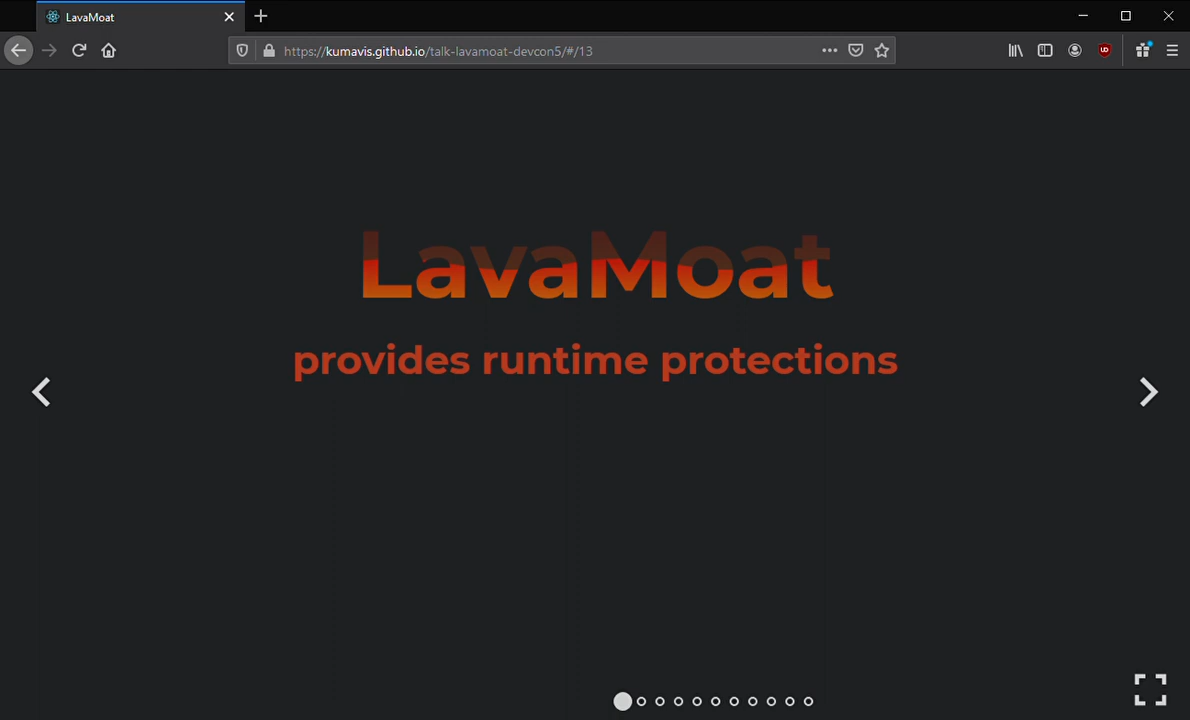 LavaMoat
https://kumavis.github.io/talk-lavamoat-devcon5/#/13
LavaMoat
provides runtime protections